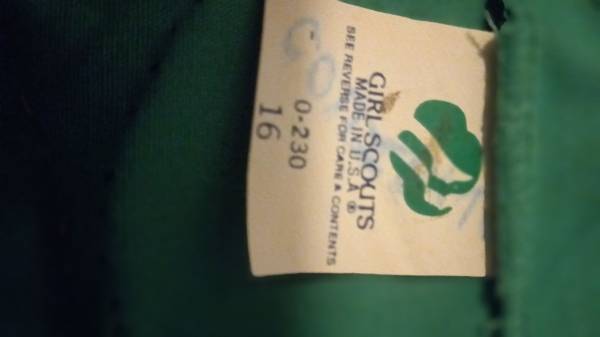 GIRL SCOUTS ®
MADE IN U.S.A
SEE REVERSE FOR CARE & CONTENTS
0-230
16